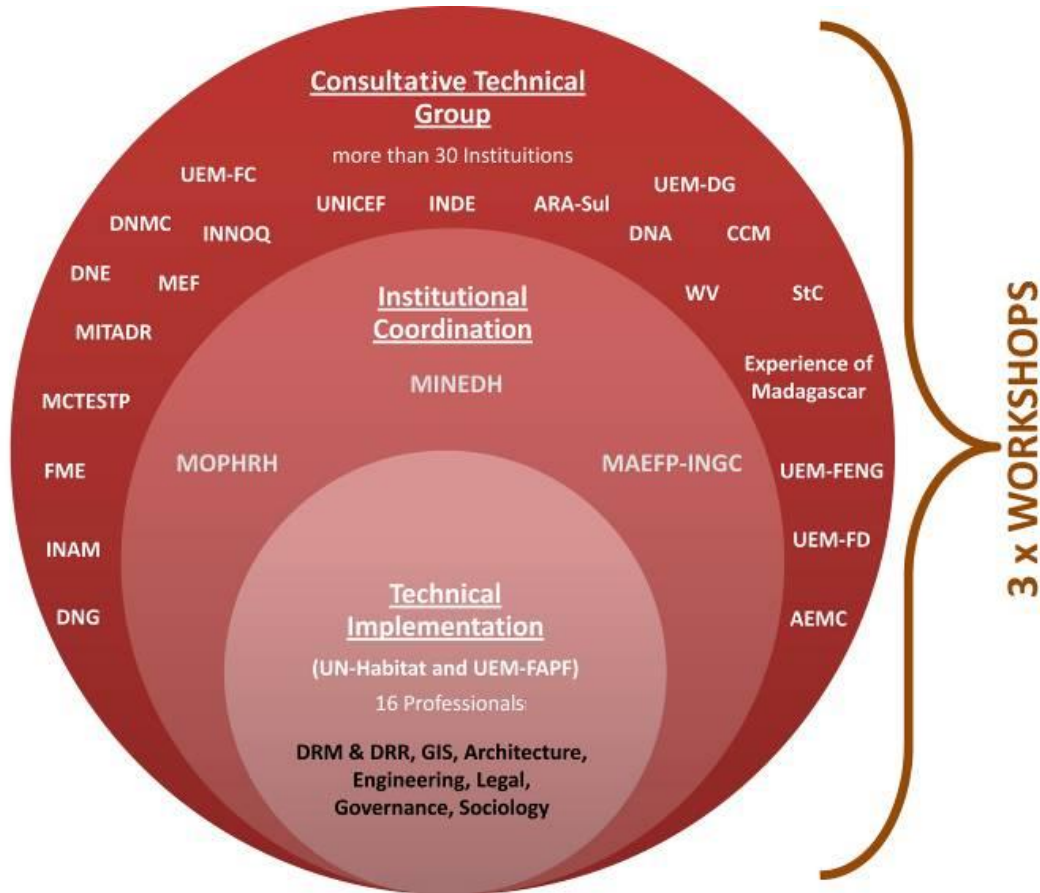 Consultative Technical
Group
more than 30 Instituitions
UEM-FC
UNICEF
INDE
ARA-Sul
UEM-DG
DNMC
INNOQ
DNA
CCM
DNE
MEF
WV
StC
MITADR
Experience of
Madagascar
MCTESTP
FME
UEM-FENG
INAM
UEM-FD
DNG
AEMC
Institutional
Coordination
MINEDH
MOPHRH
MAEFP-INGC
Technical
Implementation
(UN-Habitat and UEM-FAPF)
16 Professionals
DRM & DRR, GIS, Architecture,
Engineering, Legal,
Governance, Sociology
3 x WORKSHOPS